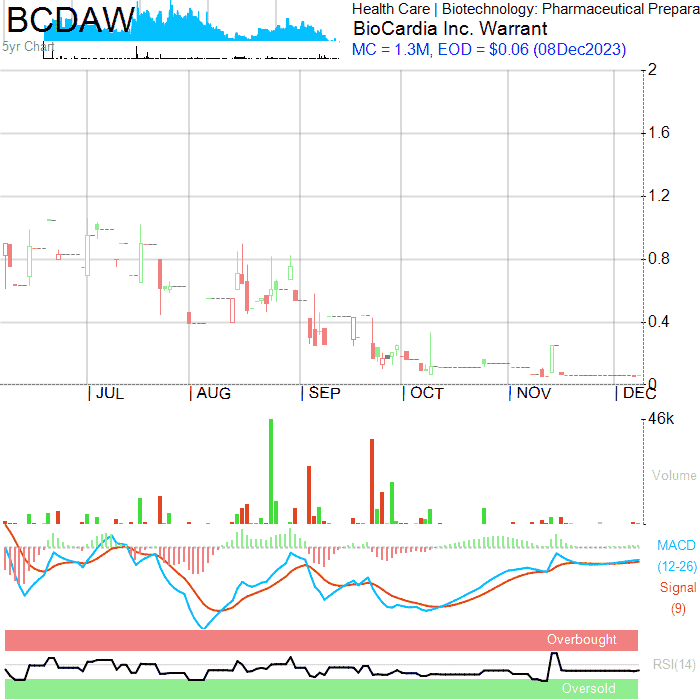 BCDAW
5yr Chart
Health Care | Biotechnology: Pharmaceutical Prepara
BioCardia Inc. Warrant
MC = 1.3M, EOD = $0.06 (08Dec2023)
2
1.6
1.2
0.8
0.4
0
JUL AUG SEP OCT NOV DEC
46k
Volume
MACD
(12-26)
Signal
(9)
Overbought
RSI(14)
Oversold